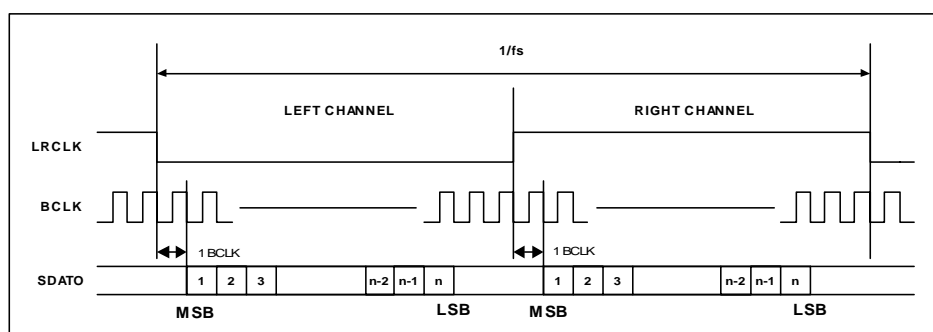 1/fs
LEFT CHANNEL RIGHT CHANNEL
LRCLK
BCLK
1 BCLK 1 BCLK
SDATO 1 2 3 n-2 n-1 n 1 2 3 n-2 n-1 n
MSB LSB MSB LSB